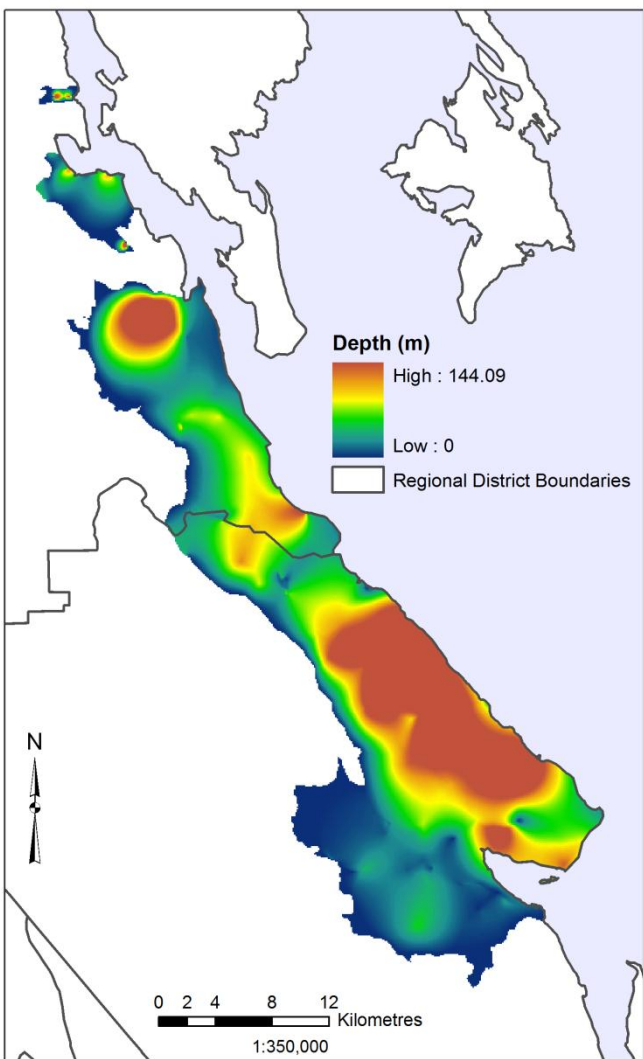 Depth (m)
High : 144.09
Low : 0
Regional District Boundaries
N
0 2 4 8 12
Kilometres
1:350,000